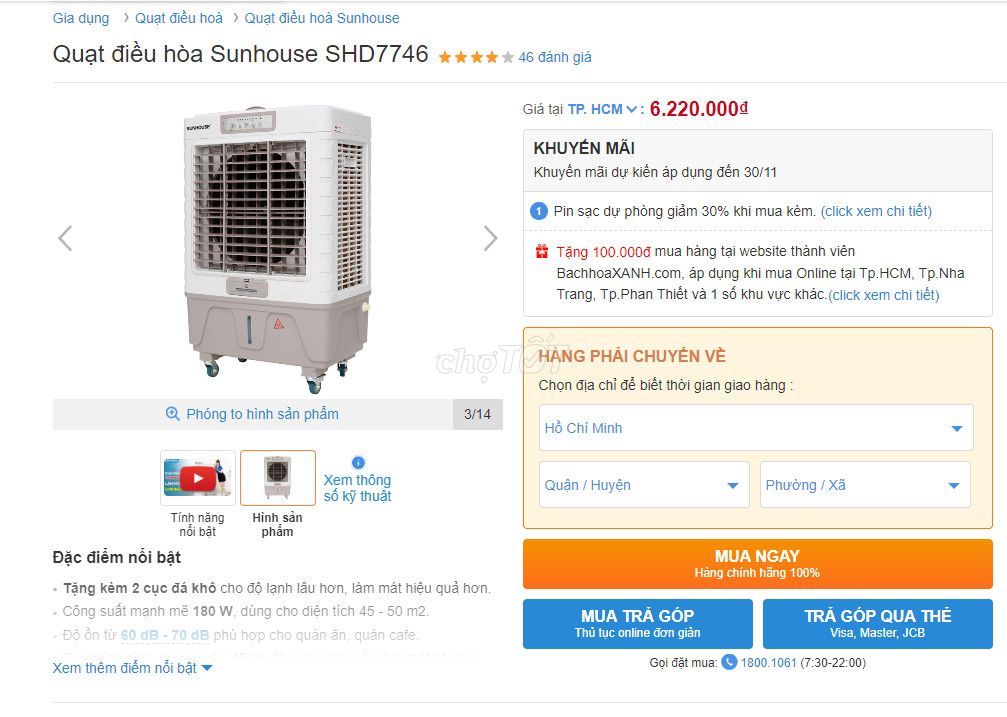 Gia dụng › Quạt điều hoà › Quạt điều hoà Sunhouse
Quạt điều hòa Sunhouse SHD7746 46 đánh giá
Giá tại TP. HCM : 6.220.000₫
KHUYẾN MÃI
Khuyến mãi dự kiến áp dụng đến 30/11
1 Pin sạc dự phòng giảm 30% khi mua kèm. (click xem chi tiết)
Tặng 100.000đ mua hàng tại website thành viên
BachhoaXANH.com, áp dụng khi mua Online tại Tp.HCM, Tp.Nha
Trang, Tp.Phan Thiết và 1 số khu vực khác.(click xem chi tiết)
SUNHOUSE
chợTỐT
HÀNG PHẢI CHUYỂN VỀ
Chọn địa chỉ để biết thời gian giao hàng :
Hồ Chí Minh
Quận / Huyện
Phường / Xã
Phóng to hình sản phẩm
3/14
Tính năng
nổi bật
Hình sản
phẩm
Xem thông
số kỹ thuật
MUA NGAY
Hàng chính hãng 100%
MUA TRẢ GÓP
Thủ tục online đơn giản
TRẢ GÓP QUA THẺ
Visa, Master, JCB
Gọi đặt mua: 1800.1061 (7:30-22:00)
Đặc điểm nổi bật
Tặng kèm 2 cục đá khô cho độ lạnh lâu hơn, làm mát hiệu quả hơn.
Công suất mạnh mẽ 180 W, dùng cho diện tích 45 - 50 m2.
Độ ồn từ 60 dB - 70 dB phù hợp cho quán ăn, quán cafe.
Xem thêm điểm nổi bật